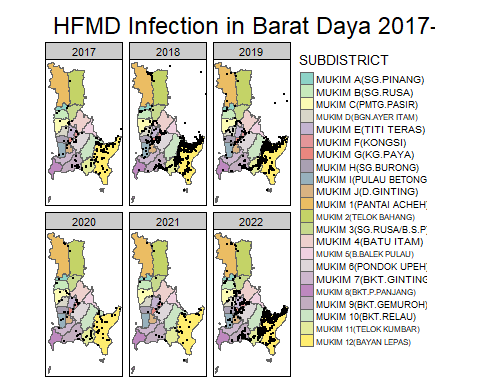 HFMD Infection in Barat Daya 2017-
2017
2018
2019
2020
2021
2022
SUBDISTRICT
MUKIM A(SG.PINANG)
MUKIM B(SG.RUSA)
MUKIM C(PMTG.PASIR)
MUKIM D(BGN.AYER ITAM)
MUKIM E(TITI TERAS)
MUKIM F(KONGSI)
MUKIM G(KG.PAYA)
MUKIM H(SG.BURONG)
MUKIM I(PULAU BETONG
MUKIM J(D.GINTING)
MUKIM 1(PANTAI ACHEH)
MUKIM 2(TELOK BAHANG)
MUKIM 3(SG.RUSA/B.S.P)
MUKIM 4(BATU ITAM)
MUKIM 5(B.BALEK PULAU)
MUKIM 6(PONDOK UPEH)
MUKIM 7(BKT.GINTING
MUKIM 8(BKT.P.PANJANG)
MUKIM 9(BKT.GEMUROH)
MUKIM 10(BKT.RELAU)
MUKIM 11(TELOK KUMBAR)
MUKIM 12(BAYAN LEPAS)